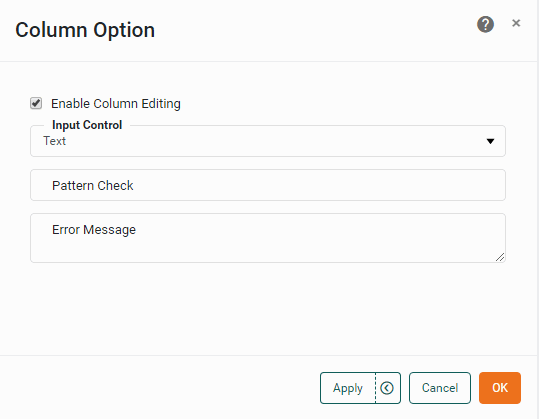 Column Option
Enable Column Editing
Input Control
Text
Pattern Check
Error Message
Apply
Cancel
OK